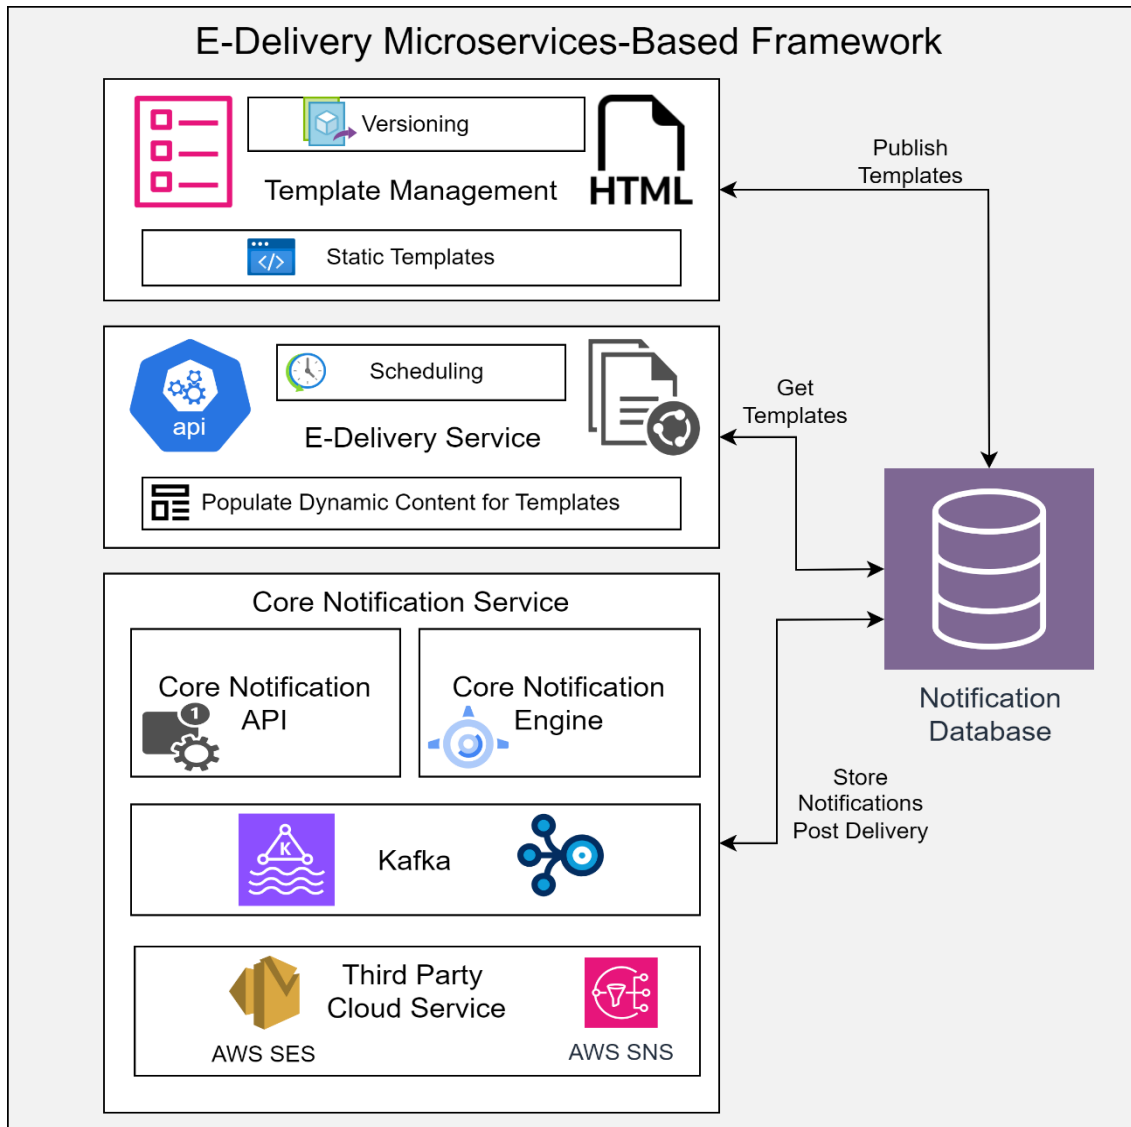 E-Delivery Microservices-Based Framework
Versioning
Template Management
HTML
Static Templates
Publish
Templates
Scheduling
api
E-Delivery Service
Populate Dynamic Content for Templates
Get
Templates
Core Notification Service
Core Notification
API
1
Core Notification
Engine
Notification
Database
K
Kafka
Store
Notifications
Post Delivery
Third Party
Cloud Service
AWS SES
AWS SNS